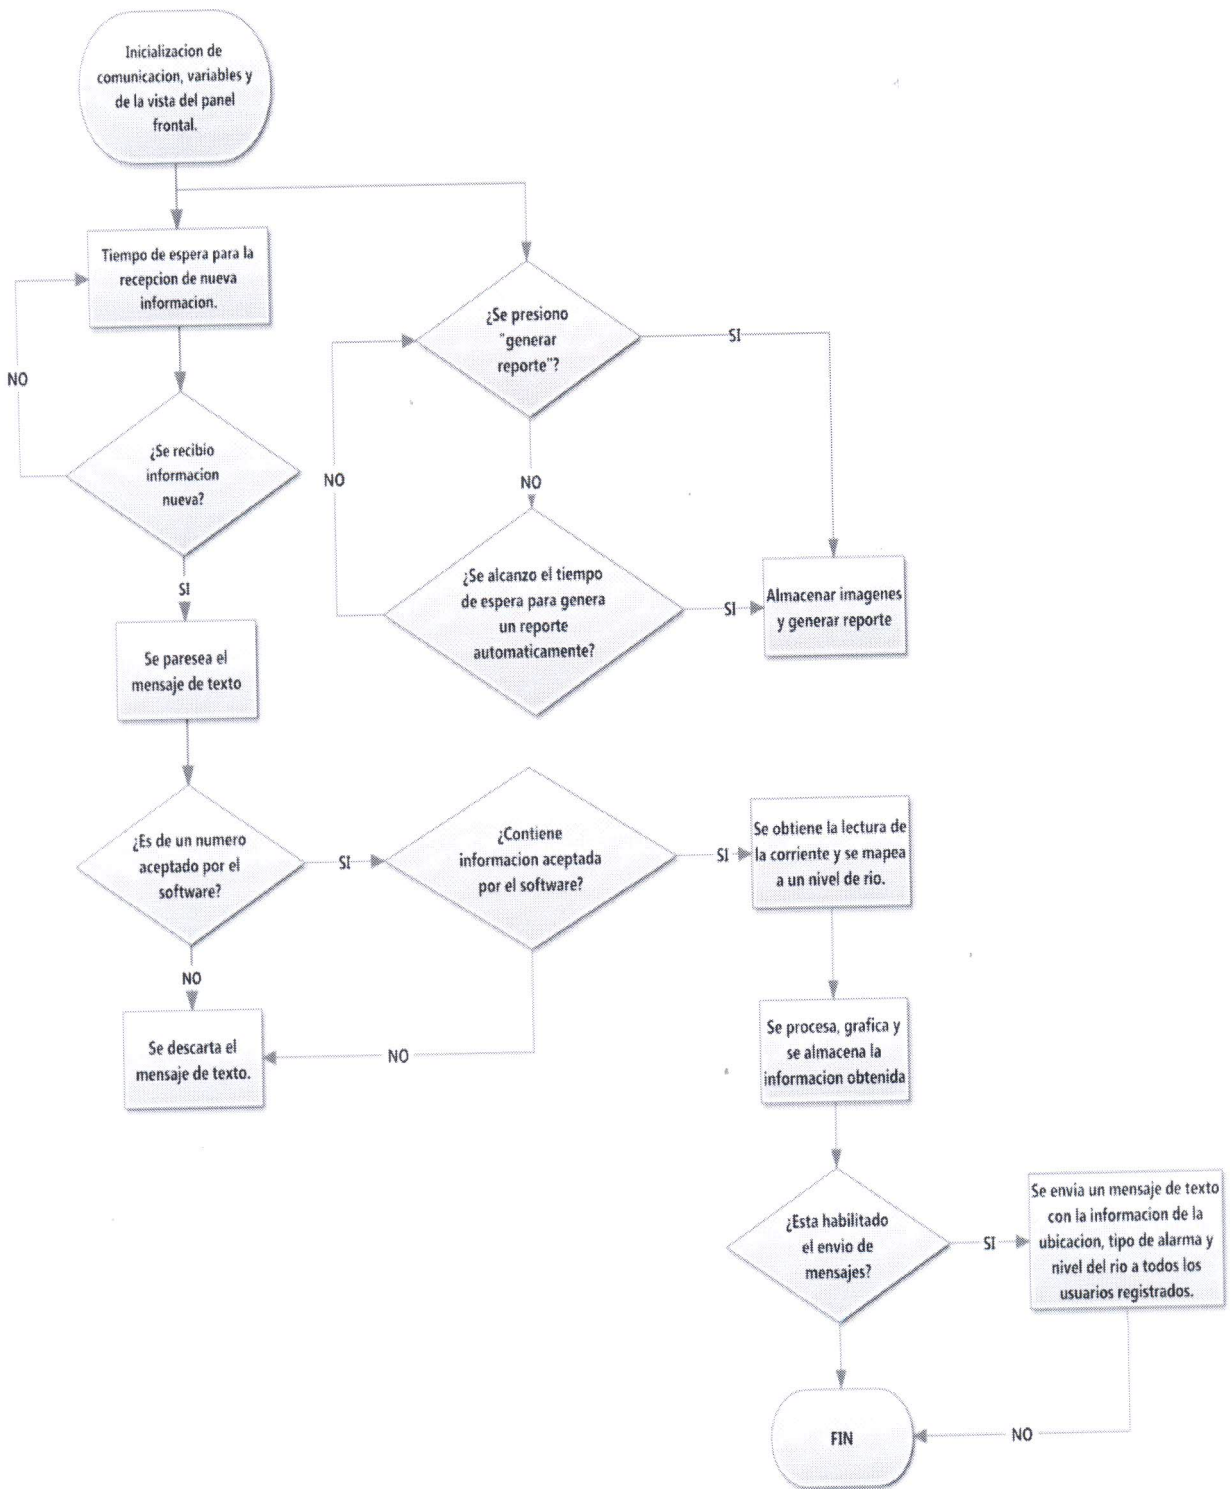 Inicializacion de
comunicacion, variables y
de la vista del panel
frontal.
Tiempo de espera para la
recepcion de nueva
informacion.
NO
¿Se recibio
informacion
nueva?
SI
Se paresea el
mensaje de texto
¿Se presiono
"generar
reporte"?
SI
NO
NO
¿Se alcanzo el tiempo
de espera para genera
un reporte
automaticamente?
SI
Almacenar imagenes
y generar reporte
¿Es de un numero
aceptado por el
software?
SI
NO
Se descarta el
mensaje de texto.
¿Contiene
informacion aceptada
por el software?
SI
NO
Se obtiene la lectura de
la corriente y se mapea
a un nivel de rio.
Se procesa, grafica y
se almacena la
informacion obtenida
¿Esta habilitado
el envio de
mensajes?
SI
Se envia un mensaje de texto
con la informacion de la
ubicacion, tipo de alarma y
nivel del rio a todos los
usuarios registrados.
NO
FIN